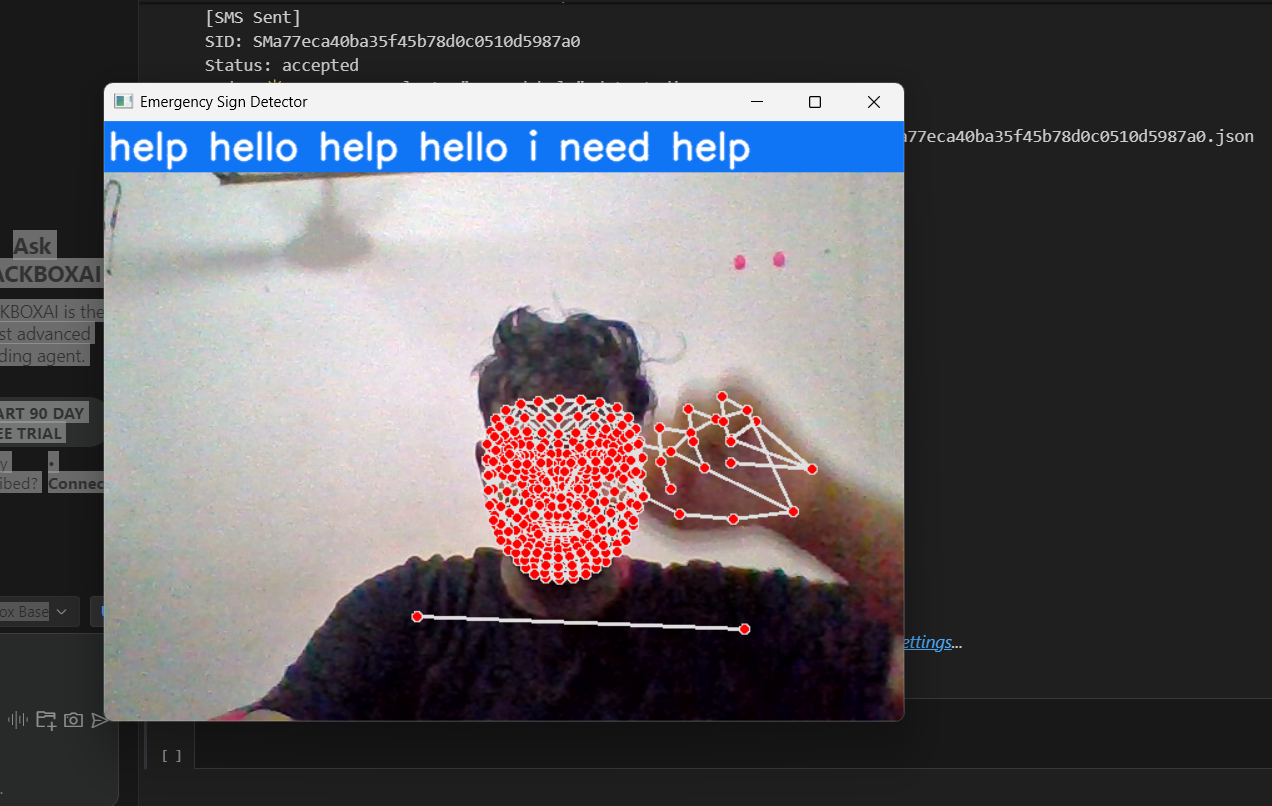 [SMS Sent]
SID: SMa77eca40ba35f45b78d0c0510d5987a0
Status: accepted
Emergency Sign Detector
help hello help hello i need help
a77eca40ba35f45b78d0c0510d5987a0.json
Ask
ACKBOXAI
KBOXAI is the
st advanced
ding agent.
ART 90 DAY
EE TRIAL
y •
ibed? Connec
ox Base
ettings...
[ ]